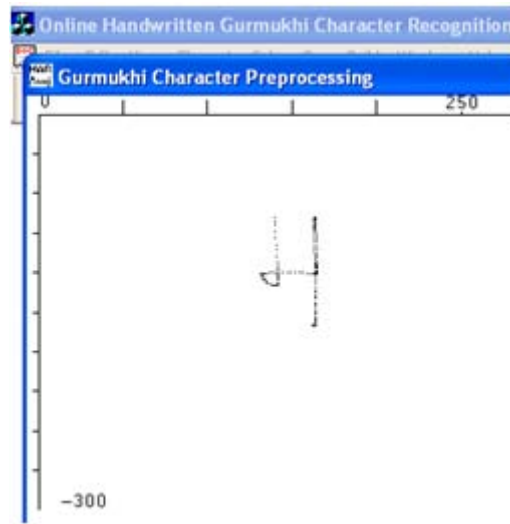 Online Handwritten Gurmukhi Character Recognition
Gurmukhi Character Preprocessing
0 250
ਮ
-300